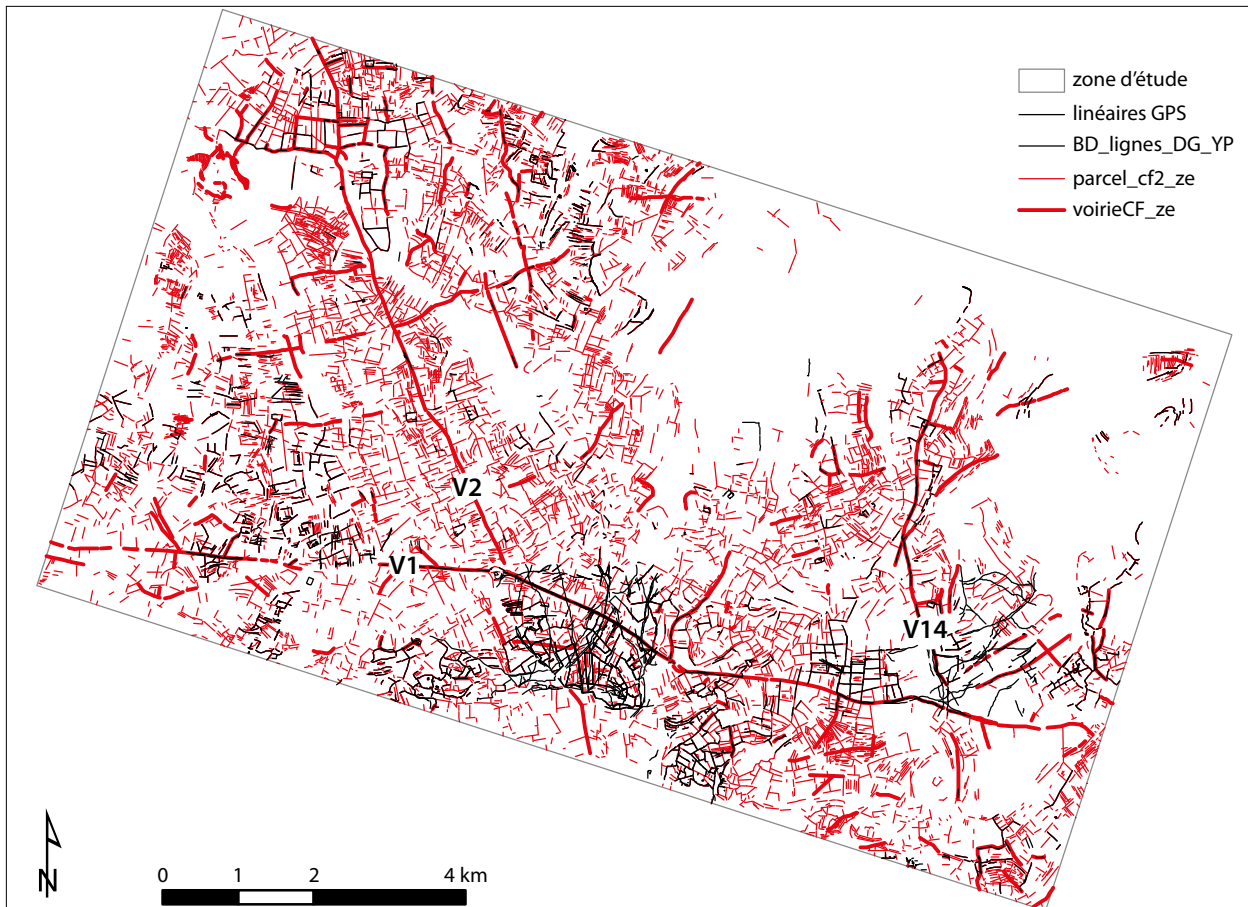 zone d'étude
linéaires GPS
BD_lignes_DG_YP
parcel_cf2_ze
voirieCF_ze
V2
V1
V14
N
0 1 2 4 km